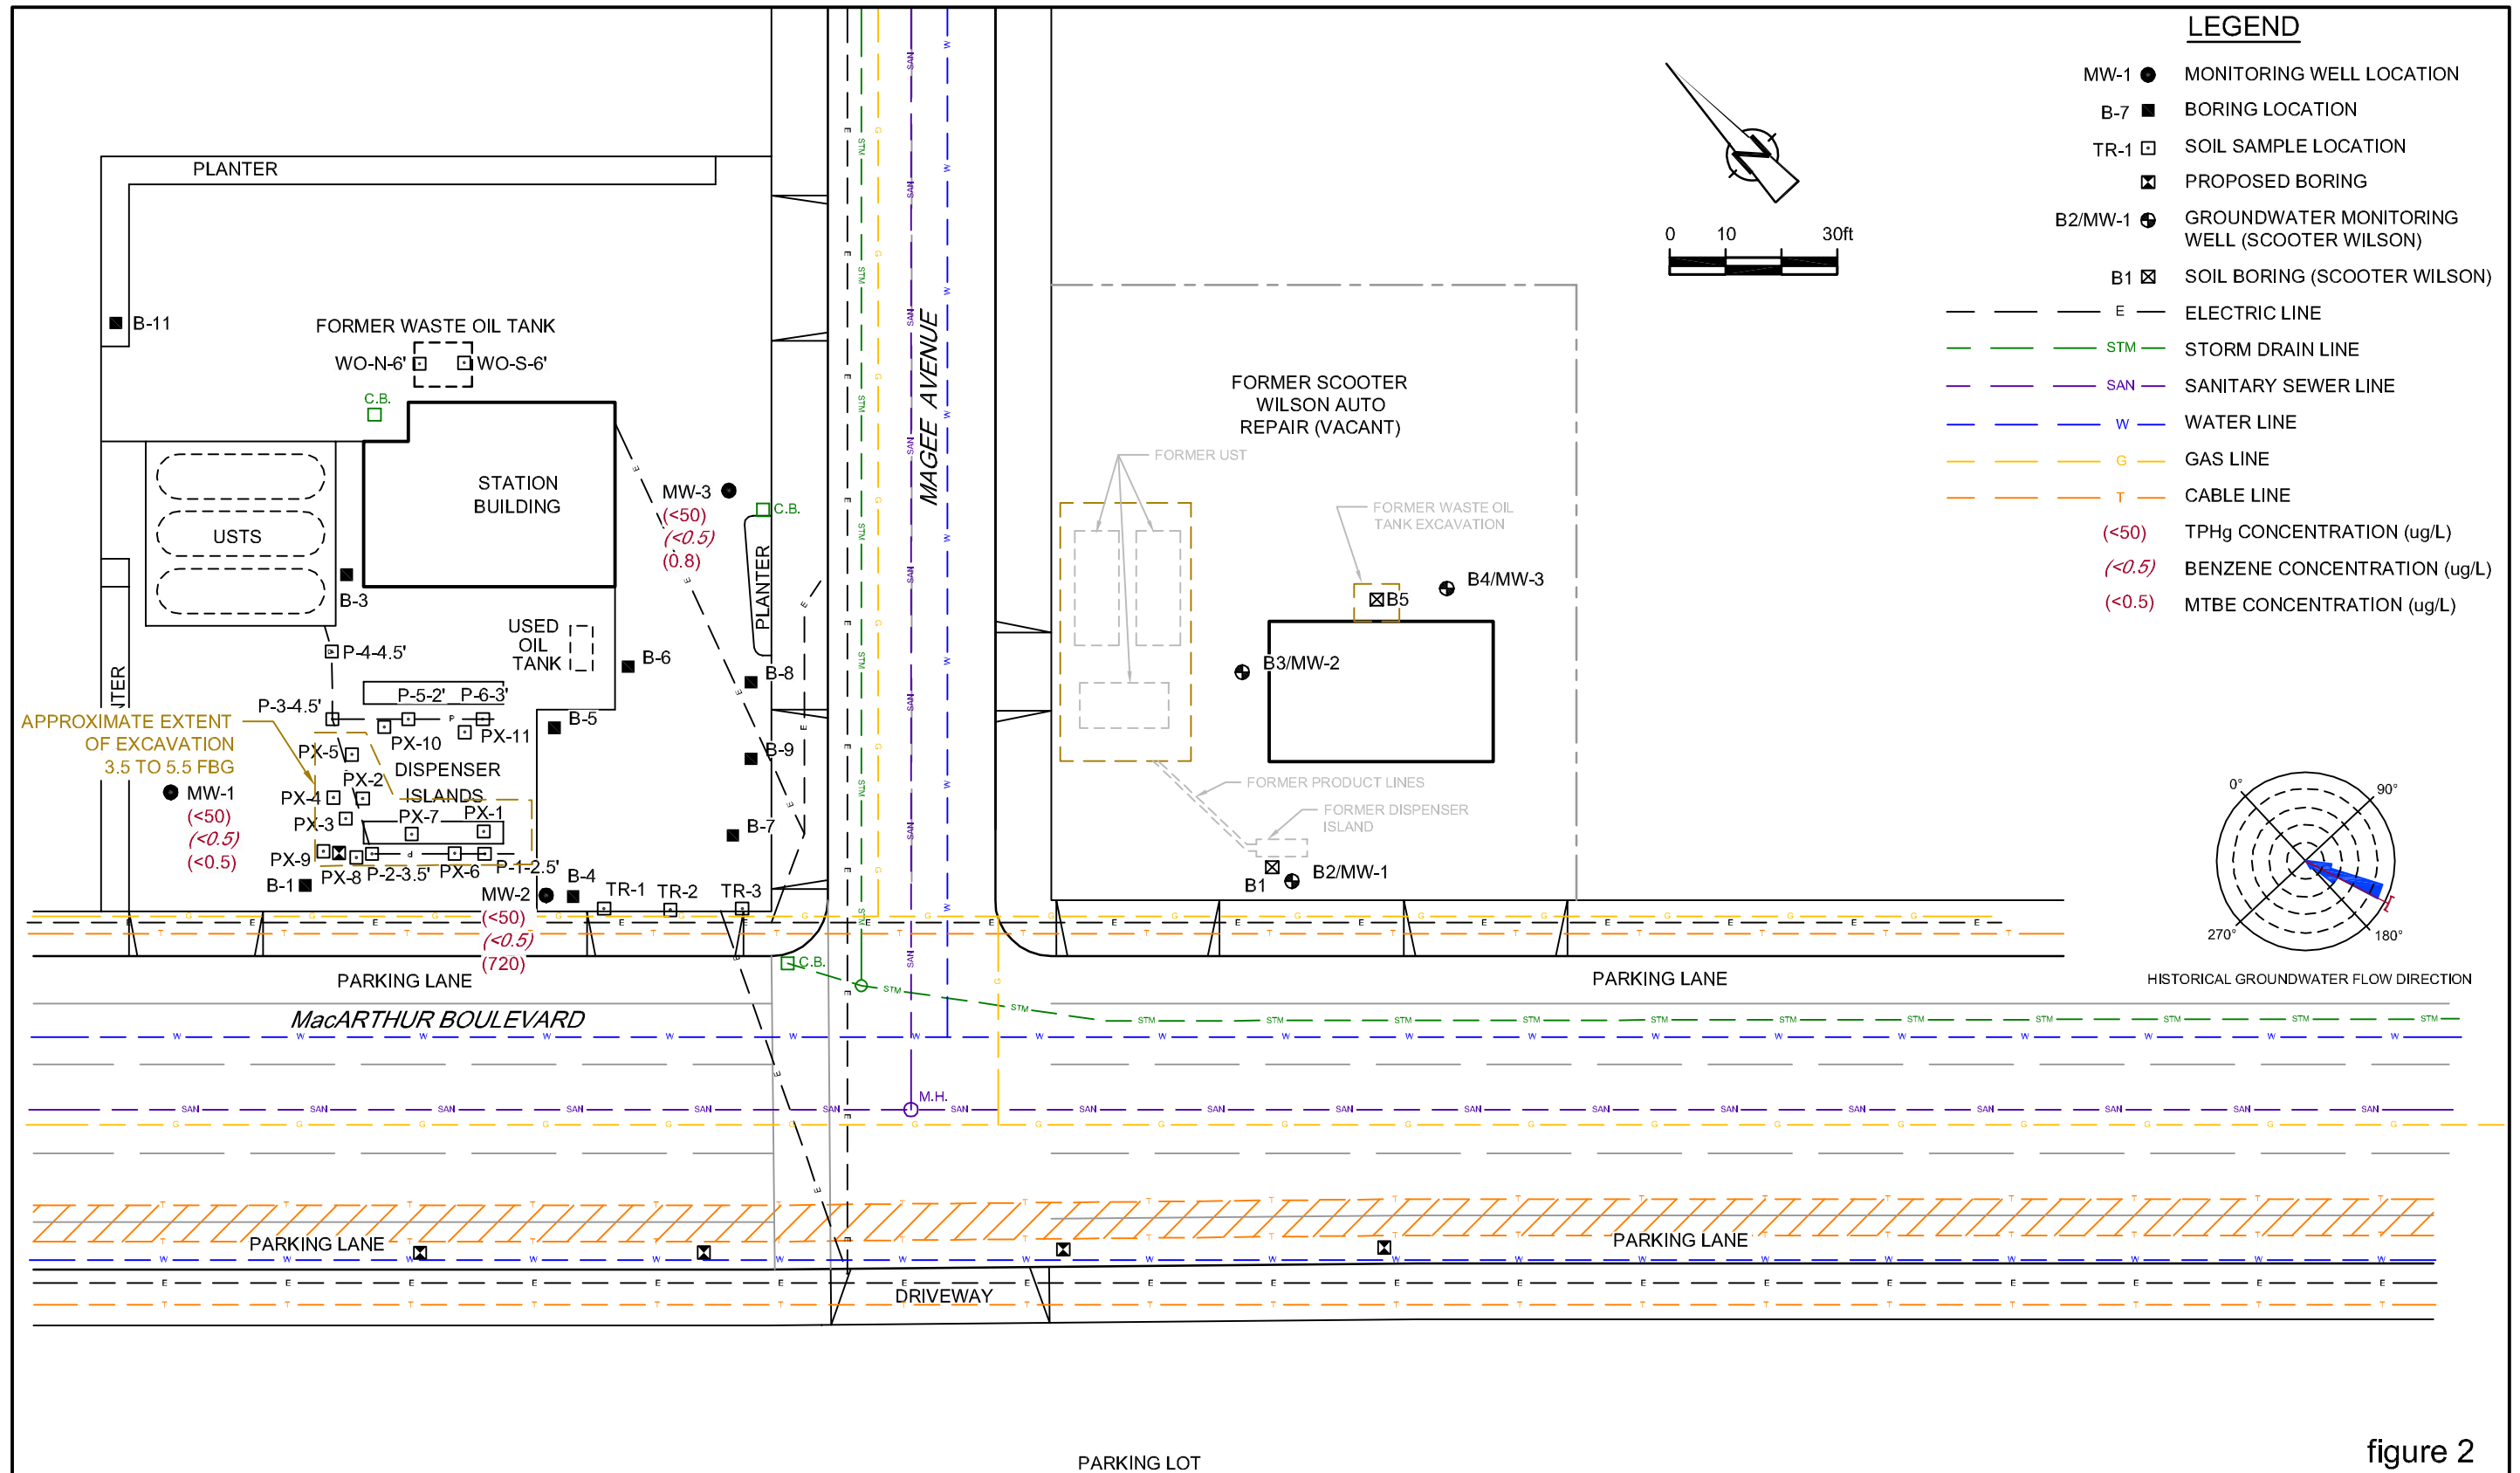 LEGEND
MW-1 MONITORING WELL LOCATION
B-7 BORING LOCATION
TR-1 SOIL SAMPLE LOCATION
PROPOSED BORING
B2/MW-1 GROUNDWATER MONITORING
WELL (SCOOTER WILSON)
B1 SOIL BORING (SCOOTER WILSON)
E ELECTRIC LINE
STM STORM DRAIN LINE
SAN SANITARY SEWER LINE
W WATER LINE
G GAS LINE
T CABLE LINE
(<50) TPHg CONCENTRATION (ug/L)
(<0.5) BENZENE CONCENTRATION (ug/L)
(<0.5) MTBE CONCENTRATION (ug/L)
N
0 10 30ft
PLANTER
B-11
FORMER WASTE OIL TANK
WO-N-6' WO-S-6'
C.B.
STATION
BUILDING
USTS
B-3
MW-3
(<50)
(<0.5)
(0.8)
C.B.
PLANTER
MAGEE AVENUE
USED
OIL
TANK
B-6
B-8
P-4-4.5'
P-5-2' P-6-3'
P-3-4.5'
B-5
B-9
PX-10 PX-11
APPROXIMATE EXTENT
OF EXCAVATION
3.5 TO 5.5 FBG
NTER
PX-5
PX-2
DISPENSER
ISLANDS
PX-4
PX-3
PX-7 PX-1
MW-1
(<50)
(<0.5)
(<0.5)
PX-9
B-1
PX-8 P-2-3.5' PX-6 P-1-2.5'
B-7
MW-2
(<50)
(<0.5)
(720)
B-4
TR-1 TR-2 TR-3
FORMER SCOOTER
WILSON AUTO
REPAIR (VACANT)
FORMER UST
FORMER WASTE OIL
TANK EXCAVATION
B5
B4/MW-3
B3/MW-2
FORMER PRODUCT LINES
FORMER DISPENSER
ISLAND
B1
B2/MW-1
0°
90°
270°
180°
HISTORICAL GROUNDWATER FLOW DIRECTION
C.B.
PARKING LANE
PARKING LANE
MacARTHUR BOULEVARD
M.H.
PARKING LANE
PARKING LANE
DRIVEWAY
PARKING LOT
figure 2